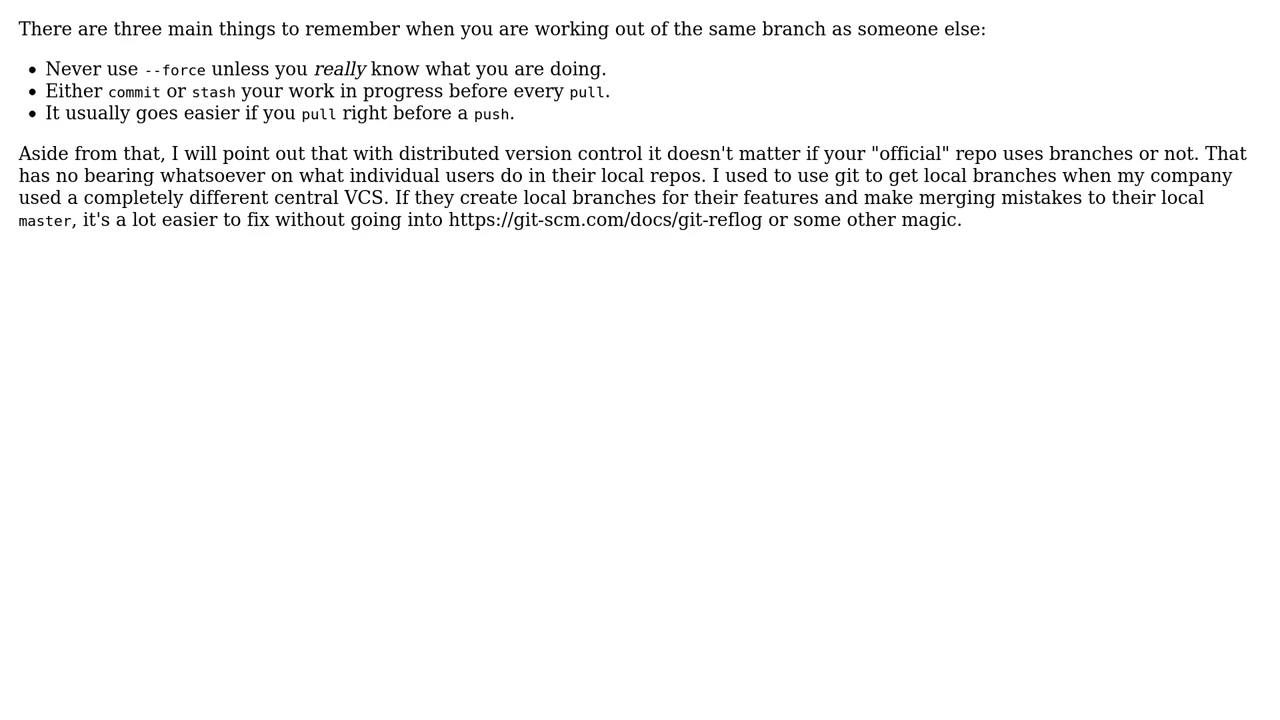 There are three main things to remember when you are working out of the same branch as someone else:
• Never use --force unless you really know what you are doing.
• Either commit or stash your work in progress before every pull.
• It usually goes easier if you pull right before a push.
Aside from that, I will point out that with distributed version control it doesn't matter if your "official" repo uses branches or not. That
has no bearing whatsoever on what individual users do in their local repos. I used to use git to get local branches when my company
used a completely different central VCS. If they create local branches for their features and make merging mistakes to their local
master, it's a lot easier to fix without going into https://git-scm.com/docs/git-reflog or some other magic.